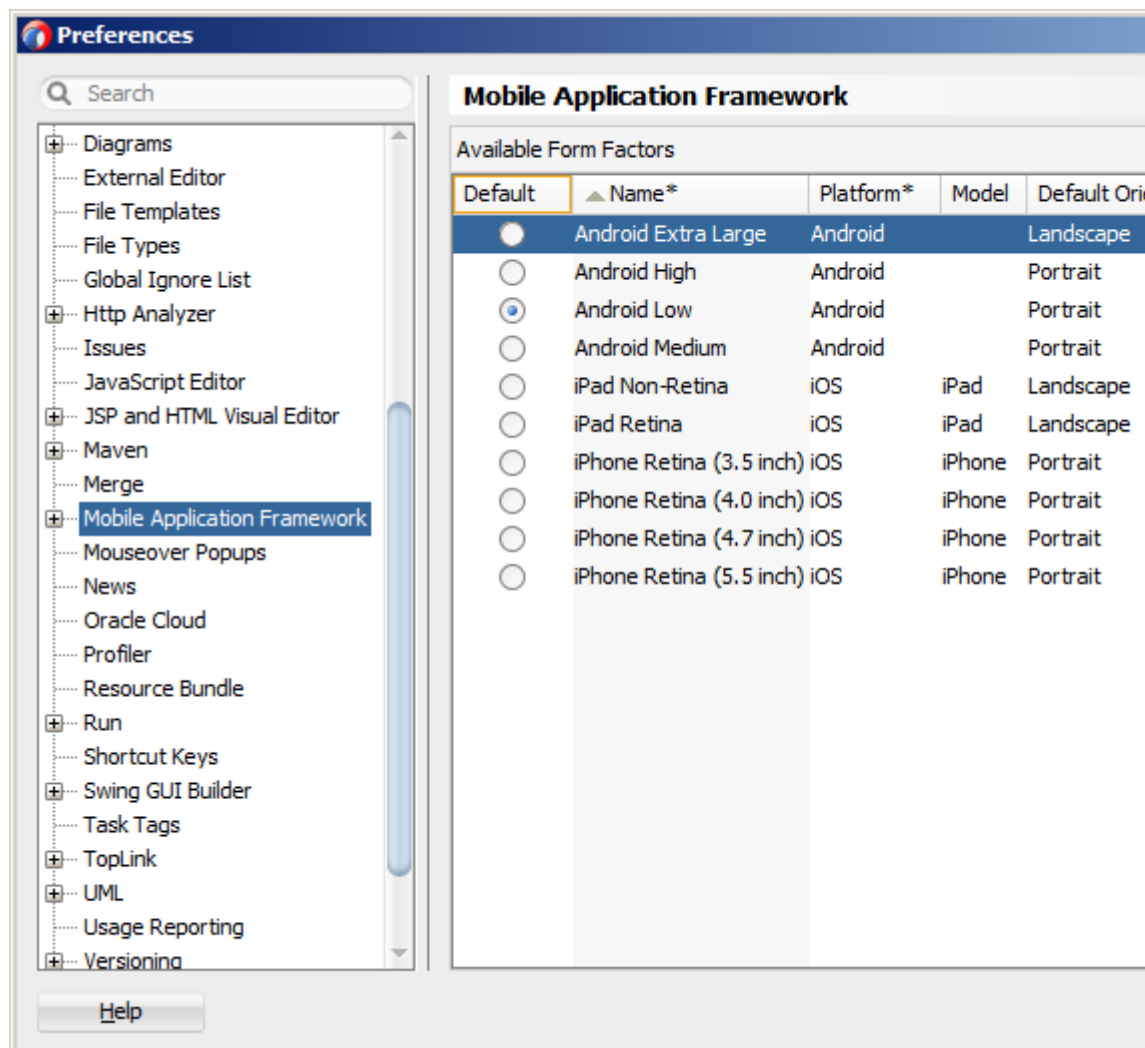 Preferences
Search
Diagrams
External Editor
File Templates
File Types
Global Ignore List
Http Analyzer
Issues
JavaScript Editor
JSP and HTML Visual Editor
Maven
Merge
Mobile Application Framework
Mouseover Popups
News
Oracle Cloud
Profiler
Resource Bundle
Run
Shortcut Keys
Swing GUI Builder
Task Tags
TopLink
UML
Usage Reporting
Versioning
Help
Mobile Application Framework
Available Form Factors
Default Name* Platform* Model Default Ori
Android Extra Large Android Landscape
Android High Android Portrait
Android Low Android Portrait
Android Medium Android Portrait
iPad Non-Retina iOS iPad Landscape
iPad Retina iOS iPad Landscape
iPhone Retina (3.5 inch) iOS iPhone Portrait
iPhone Retina (4.0 inch) iOS iPhone Portrait
iPhone Retina (4.7 inch) iOS iPhone Portrait
iPhone Retina (5.5 inch) iOS iPhone Portrait